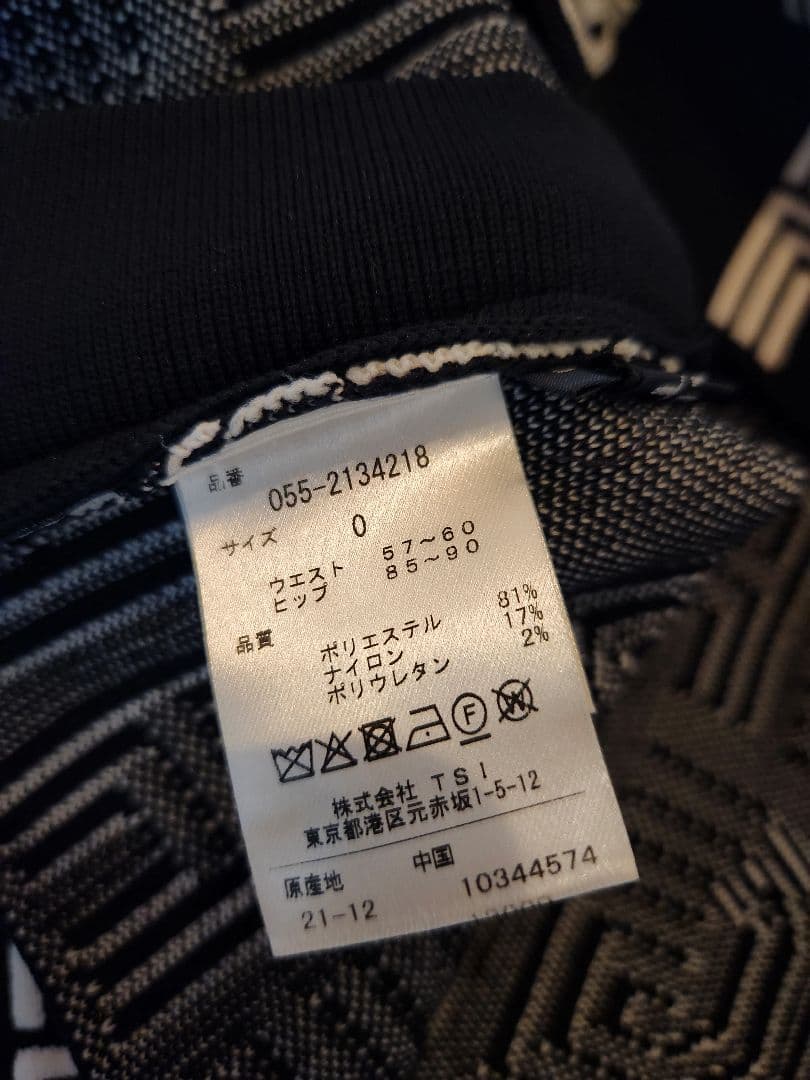 品番 055-2134218
サイズ 0
ウエスト 57～60
ヒップ 85～90
品質
ポリエステル 81%
ナイロン 17%
ポリウレタン 2%
F W
株式会社 TSI
東京都港区元赤坂1-5-12
原産地 中国
21-12 10344574